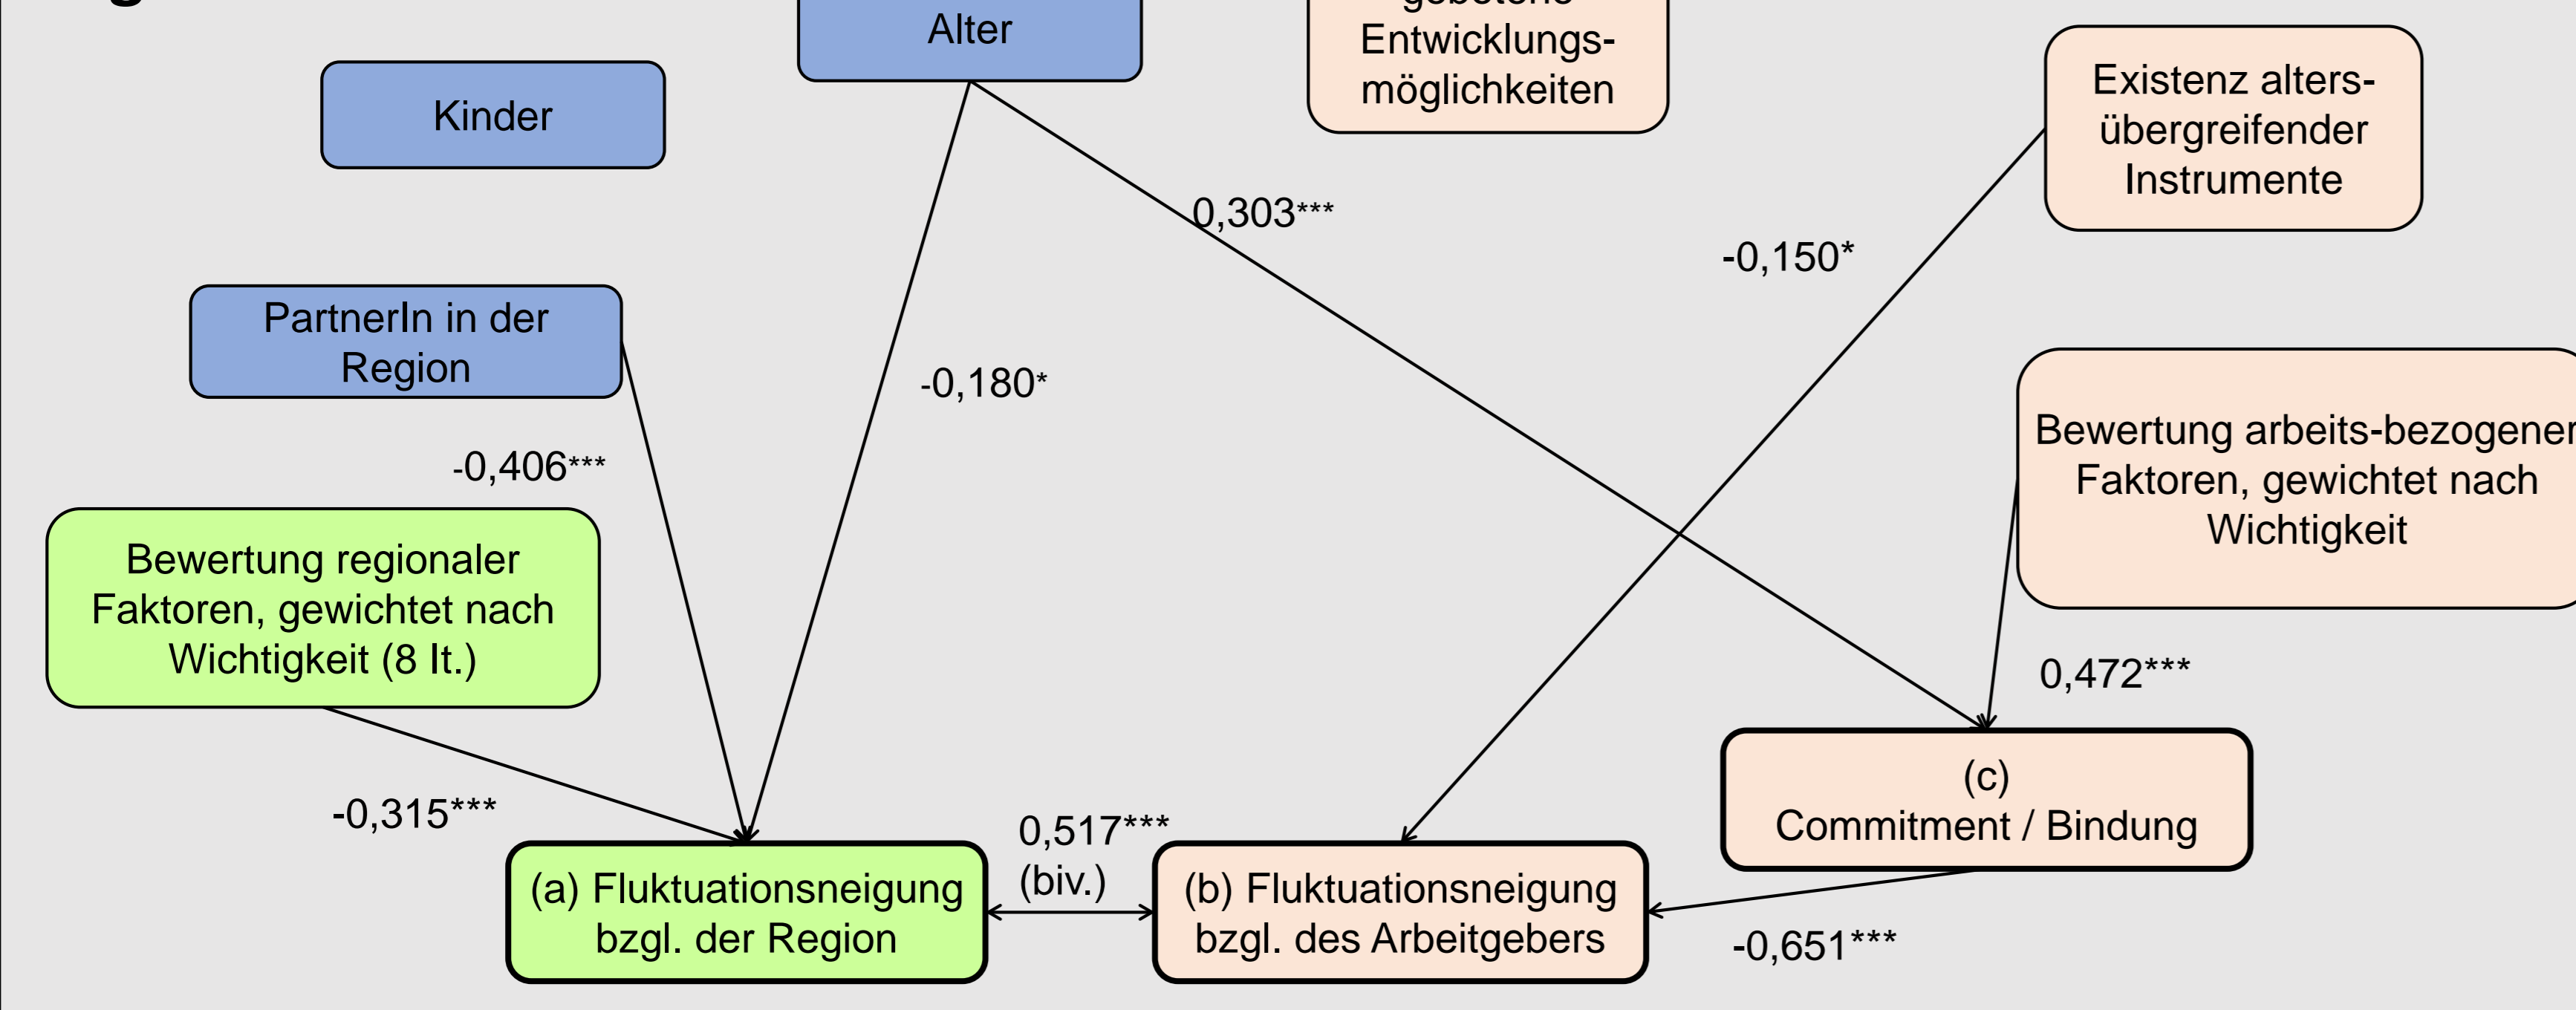 Alter
Entwicklungs-
möglichkeiten
Kinder
Existenz alters-
übergreifender
Instrumente
0,303***
-0,150*
PartnerIn in der
Region
-0,180*
-0,406***
Bewertung arbeits-bezogener
Faktoren, gewichtet nach
Wichtigkeit
Bewertung regionaler
Faktoren, gewichtet nach
Wichtigkeit (8 It.)
0,472***
-0,315***
(c)
Commitment / Bindung
0,517***
(biv.)
(a) Fluktuationsneigung
bzgl. der Region
(b) Fluktuationsneigung
bzgl. des Arbeitgebers
-0,651***